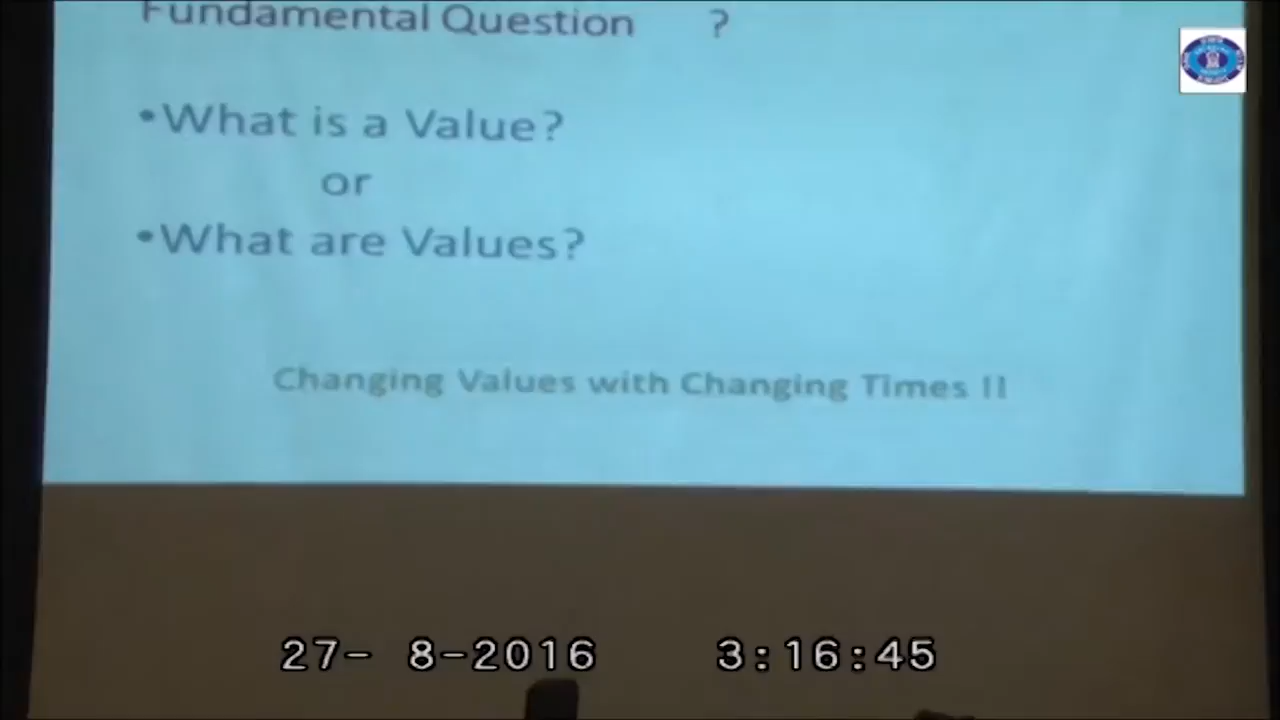 Fundamental Question ?
•What is a Value?
or
•What are Values?
Changing Values with Changing Times II
27- 8-2016 3:16:45